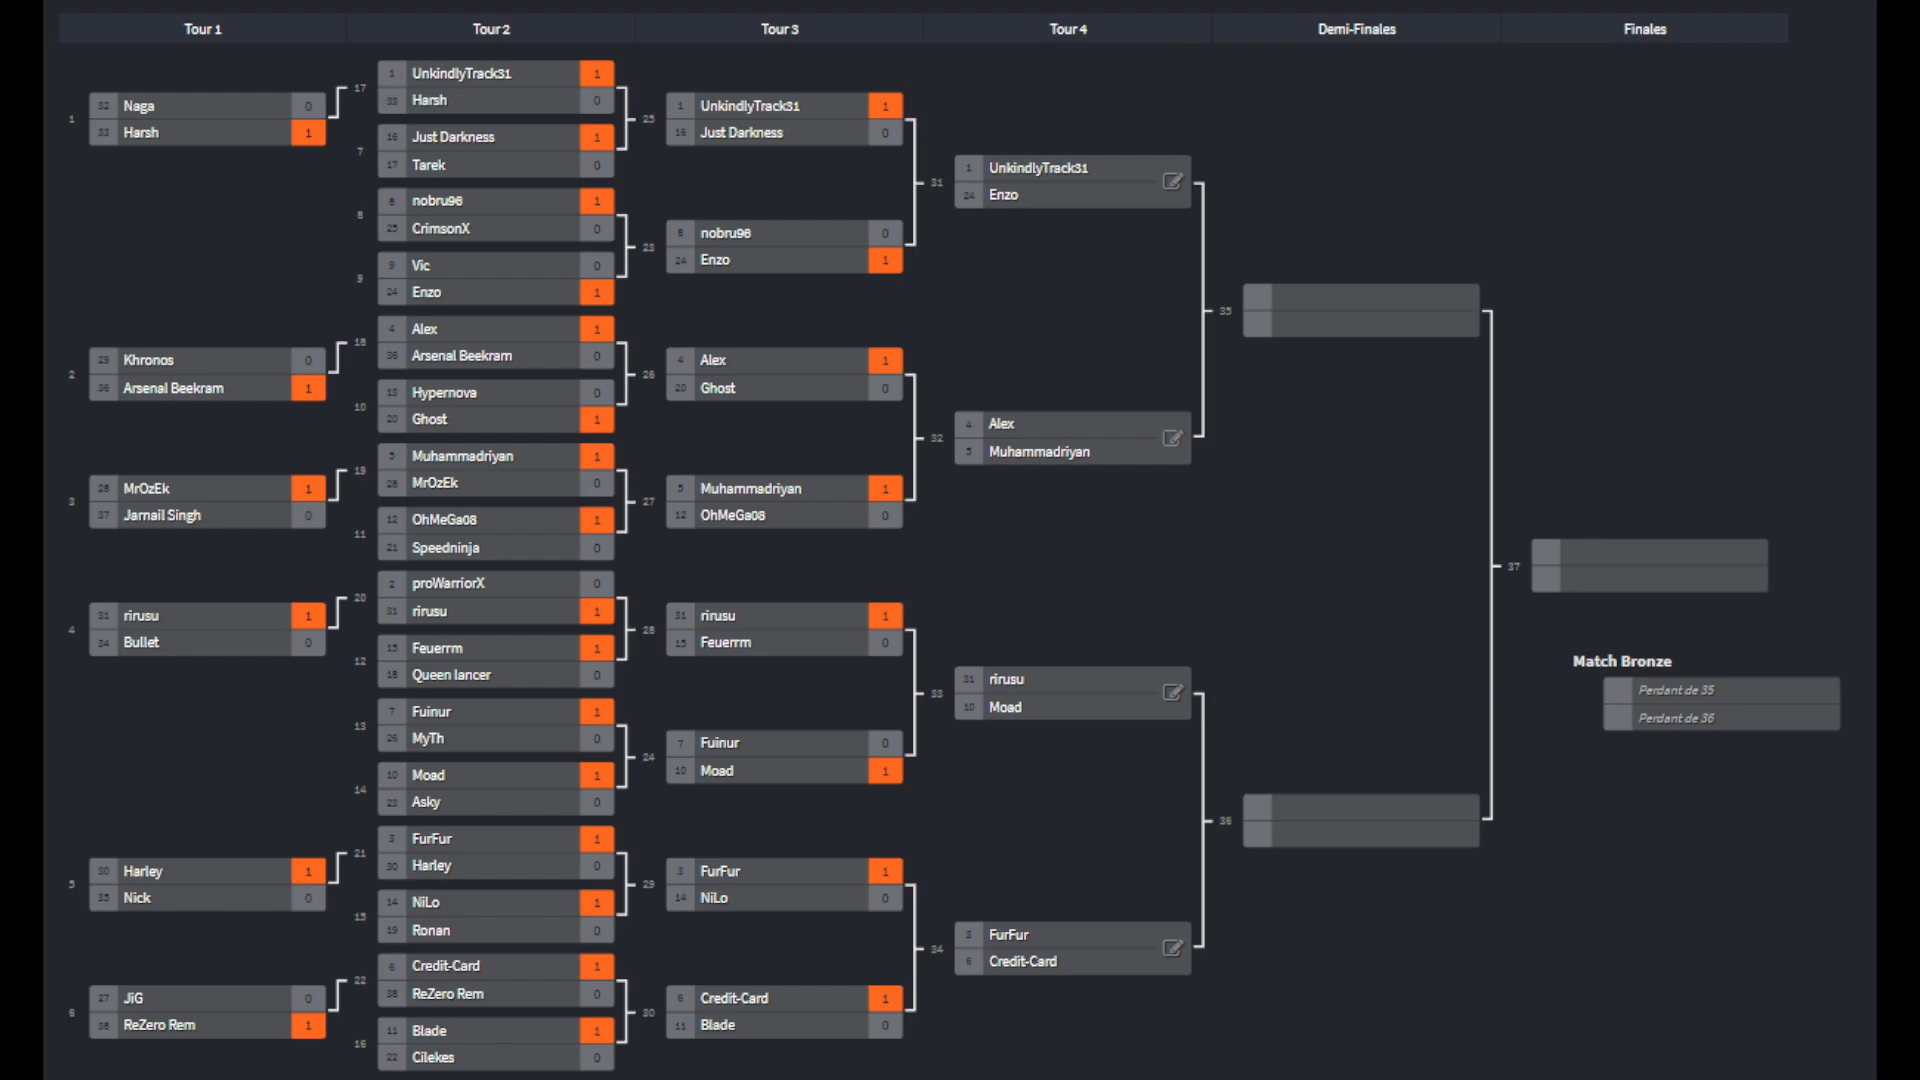 Tour 1
Tour 2
Tour 3
Tour 4
Demi-Finales
Finales
1
32 Naga 0
33 Harsh 1
2
29 Khronos 0
36 Arsenal Beekram 1
3
28 MrOzEk 1
37 Jarnail Singh 0
4
31 rirusu 1
34 Bullet 0
5
30 Harley 1
35 Nick 0
6
27 JiG 0
38 ReZero Rem 1
17
1 UnkindlyTrack31 1
33 Harsh 0
7
16 Just Darkness 1
17 Tarek 0
8
8 nobru96 1
25 CrimsonX 0
9
9 Vic 0
24 Enzo 1
18
4 Alex 1
36 Arsenal Beekram 0
10
13 Hypernova 0
20 Ghost 1
19
5 Muhammadriyan 1
28 MrOzEk 0
11
12 OhMeGa08 1
21 Speedninja 0
20
2 proWarriorX 0
31 rirusu 1
12
15 Feuerrm 1
18 Queen lancer 0
13
7 Fuinur 1
26 MyTh 0
14
10 Moad 1
23 Asky 0
21
3 FurFur 1
30 Harley 0
15
14 NiLo 1
19 Ronan 0
22
6 Credit-Card 1
38 ReZero Rem 0
16
11 Blade 1
22 Cilekes 0
25
1 UnkindlyTrack31 1
16 Just Darkness 0
23
8 nobru96 0
24 Enzo 1
26
4 Alex 1
20 Ghost 0
27
5 Muhammadriyan 1
12 OhMeGa08 0
28
31 rirusu 1
15 Feuerrm 0
24
7 Fuinur 0
10 Moad 1
29
3 FurFur 1
14 NiLo 0
30
6 Credit-Card 1
11 Blade 0
31
1 UnkindlyTrack31
24 Enzo
32
4 Alex
5 Muhammadriyan
33
31 rirusu
10 Moad
34
3 FurFur
6 Credit-Card
35
36
37
Match Bronze
Perdant de 35
Perdant de 36